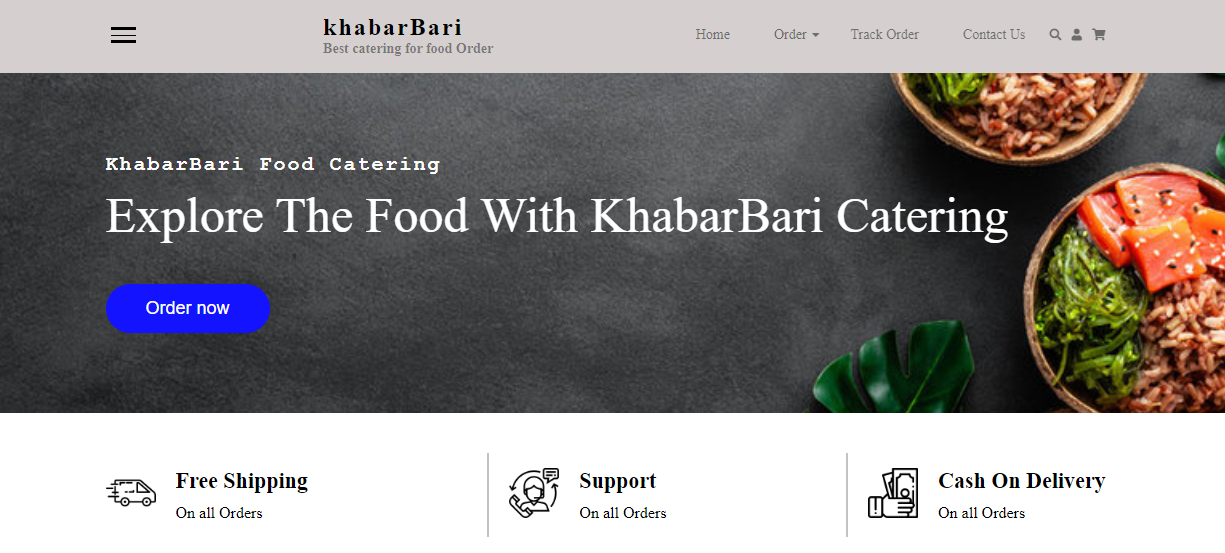 khabarBari
Best catering for food Order
Home Order Track Order Contact Us
KhabarBari Food Catering
Explore The Food With KhabarBari Catering
Order now
Free Shipping
On all Orders
Support
On all Orders
Cash On Delivery
On all Orders